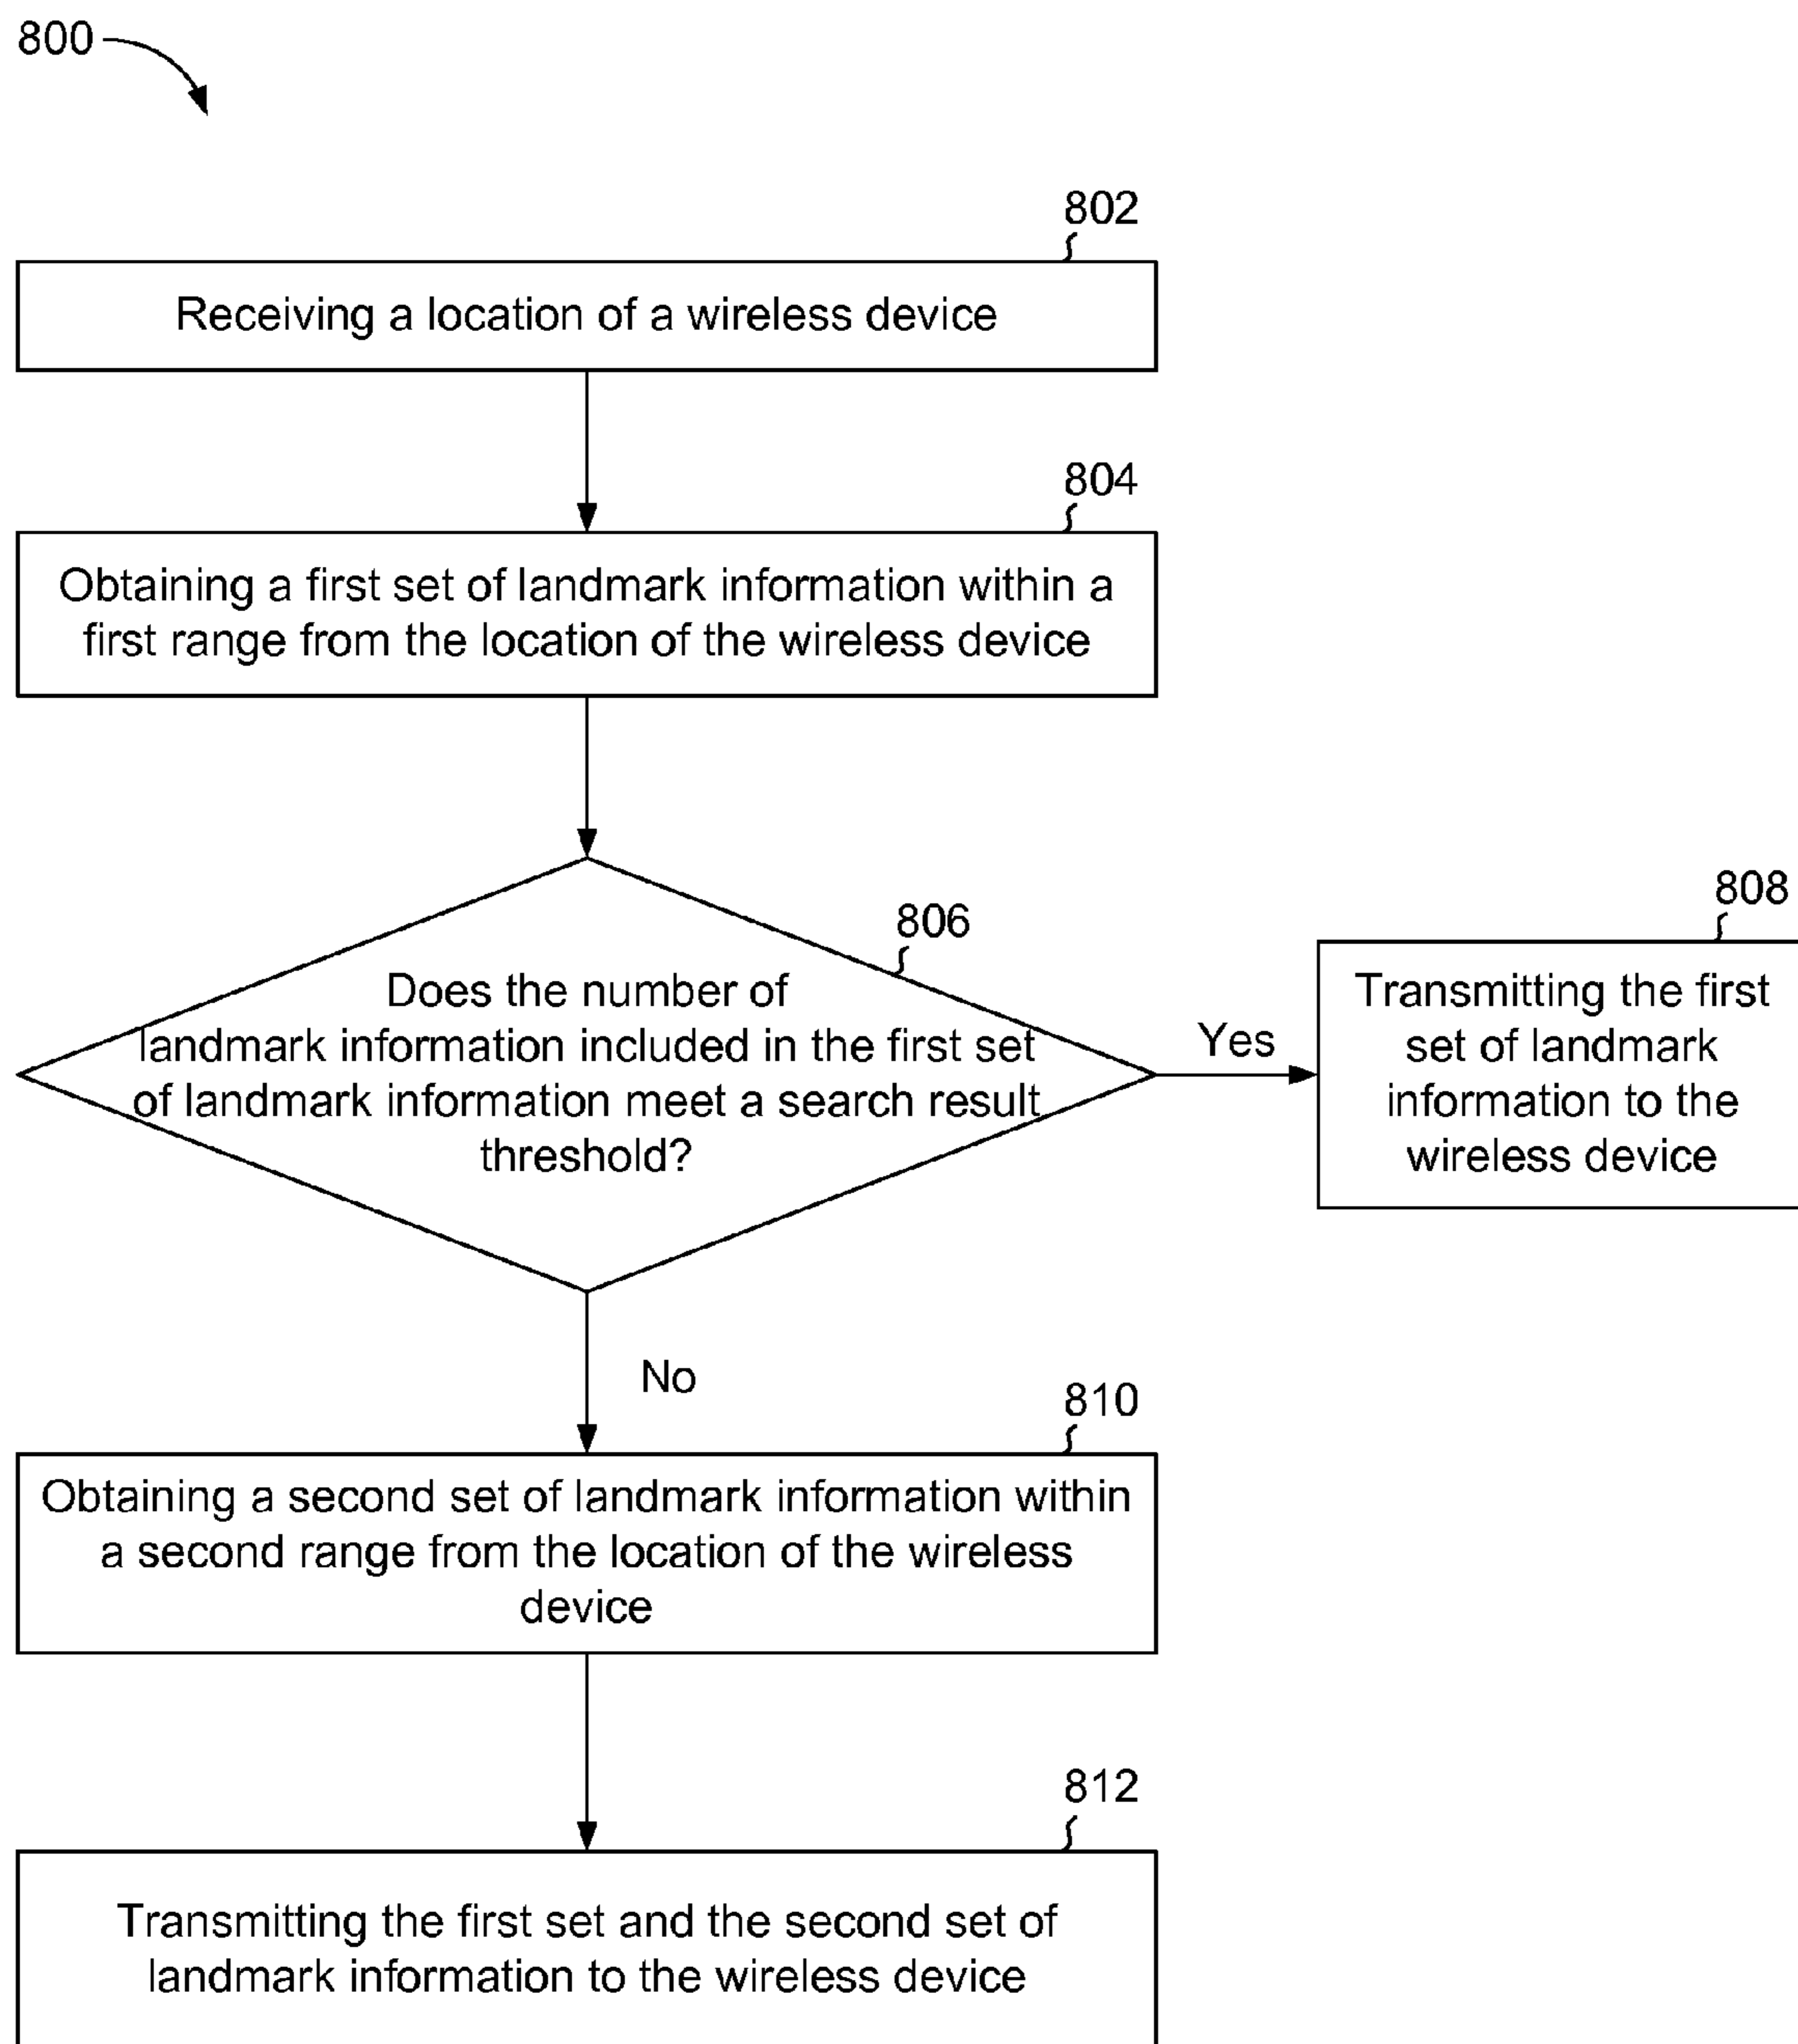 800
802
Receiving a location of a wireless device
804
Obtaining a first set of landmark information within a
first range from the location of the wireless device
806
Does the number of
landmark information included in the first set
of landmark information meet a search result
threshold?
Yes
808
Transmitting the first
set of landmark
information to the
wireless device
No
810
Obtaining a second set of landmark information within
a second range from the location of the wireless
device
812
Transmitting the first set and the second set of
landmark information to the wireless device